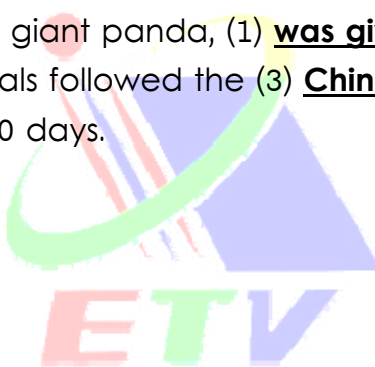 giant panda, (1) was gi
als followed the (3) Chin
0 days.
ETV